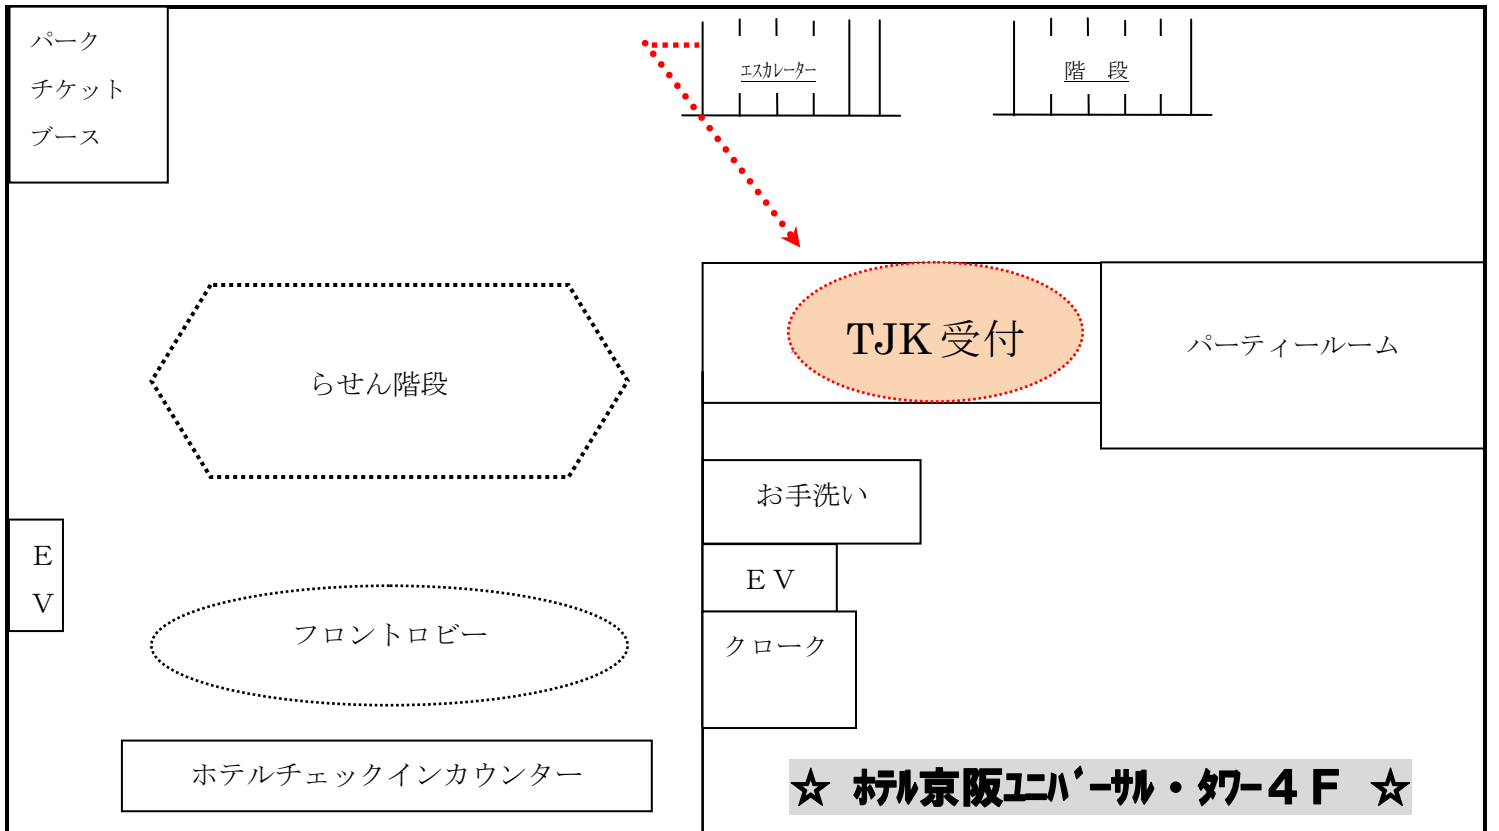 パーク
チケット
ブース
エスカレーター
階　段
TJK 受付
パーティールーム
らせん階段
お手洗い
E
V
ＥＶ
フロントロビー
クローク
ホテルチェックインカウンター
☆ ﾎﾃﾙ京阪ﾕﾆﾊﾞｰｻﾙ・ﾀﾜｰ４Ｆ ☆